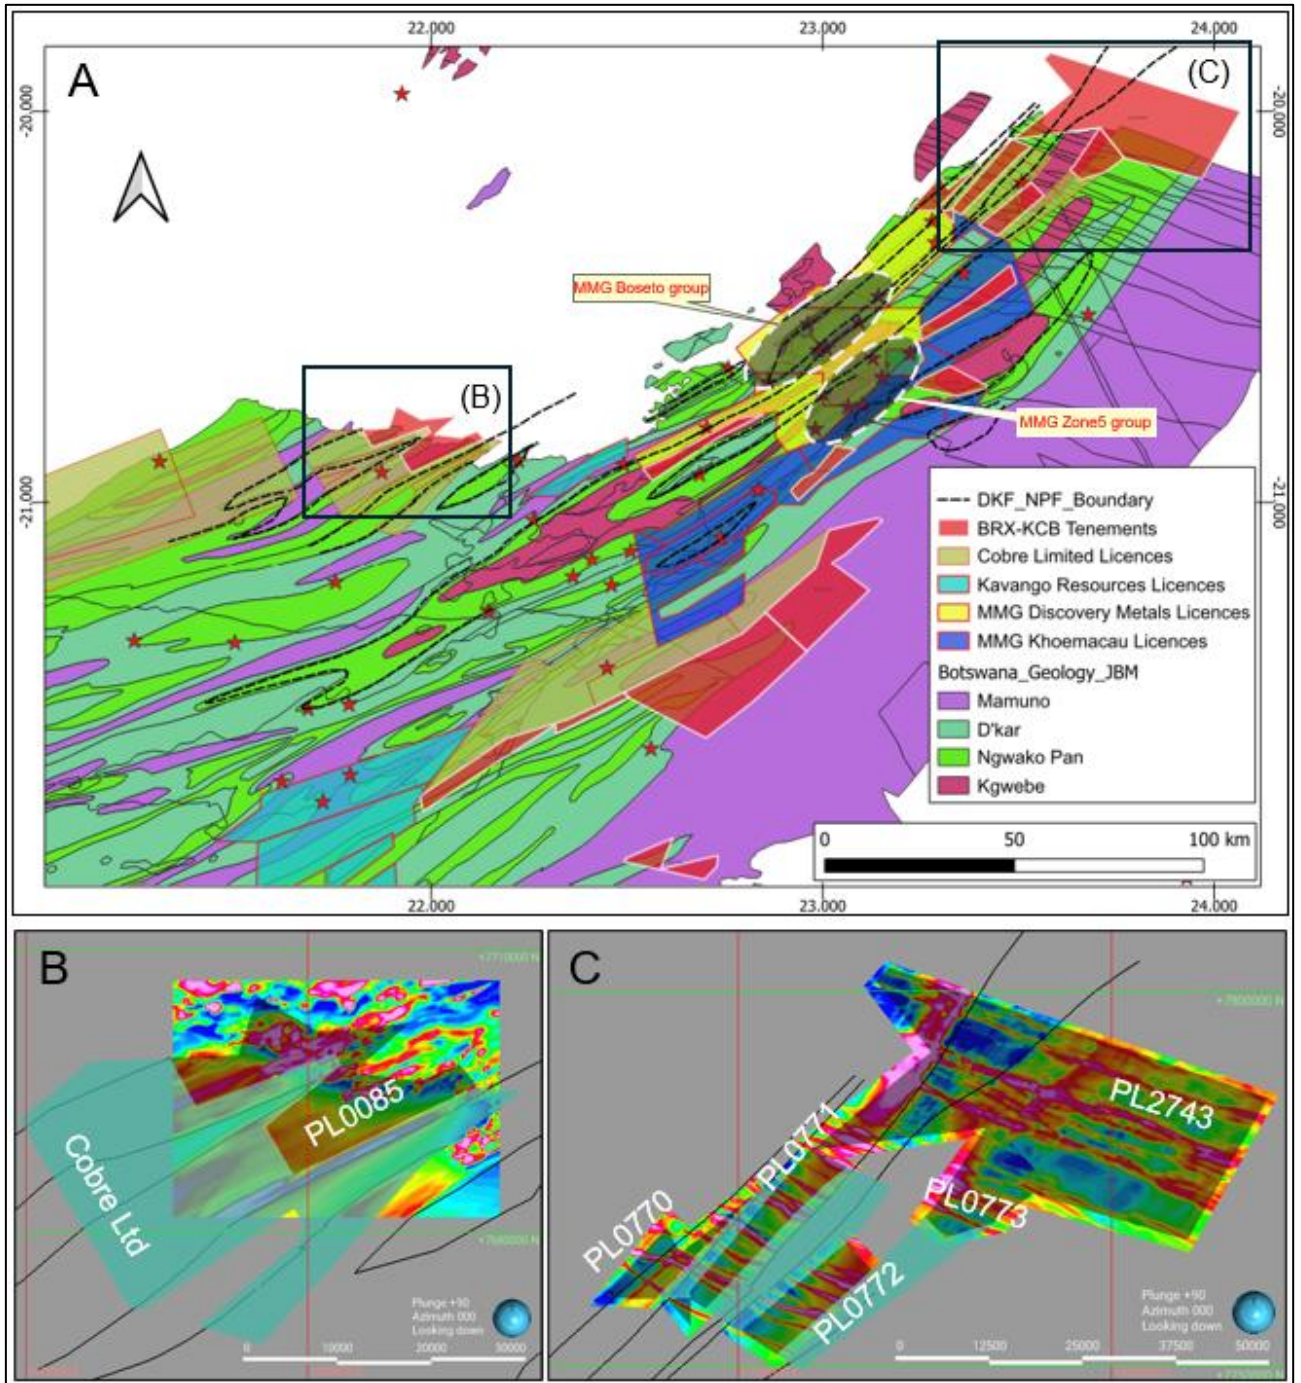 22.000
23.000
24.000
A
(C)
-20.000
-20.000
MMG Boseto group
(B)
MMG Zone5 group
-21.000
-21.000
DKF_NPF_Boundary
BRX-KCB Tenements
Cobre Limited Licences
Kavango Resources Licences
MMG Discovery Metals Licences
MMG Khoemacau Licences
Botswana_Geology_JBM
Mamuno
D'kar
Ngwako Pan
Kgwebe
0 50 100 km
22.000
23.000
24.000
B
+7710000 N
PL0085
Cobre Ltd
+7680000 N
Plunge +90
Azimuth 000
Looking down
0 10000 20000 30000
C
+7800000 N
PL2743
PL0771
PL0773
PL0770
PL0772
Plunge +90
Azimuth 000
Looking down
0 12500 25000 37500 50000
+7750000 N